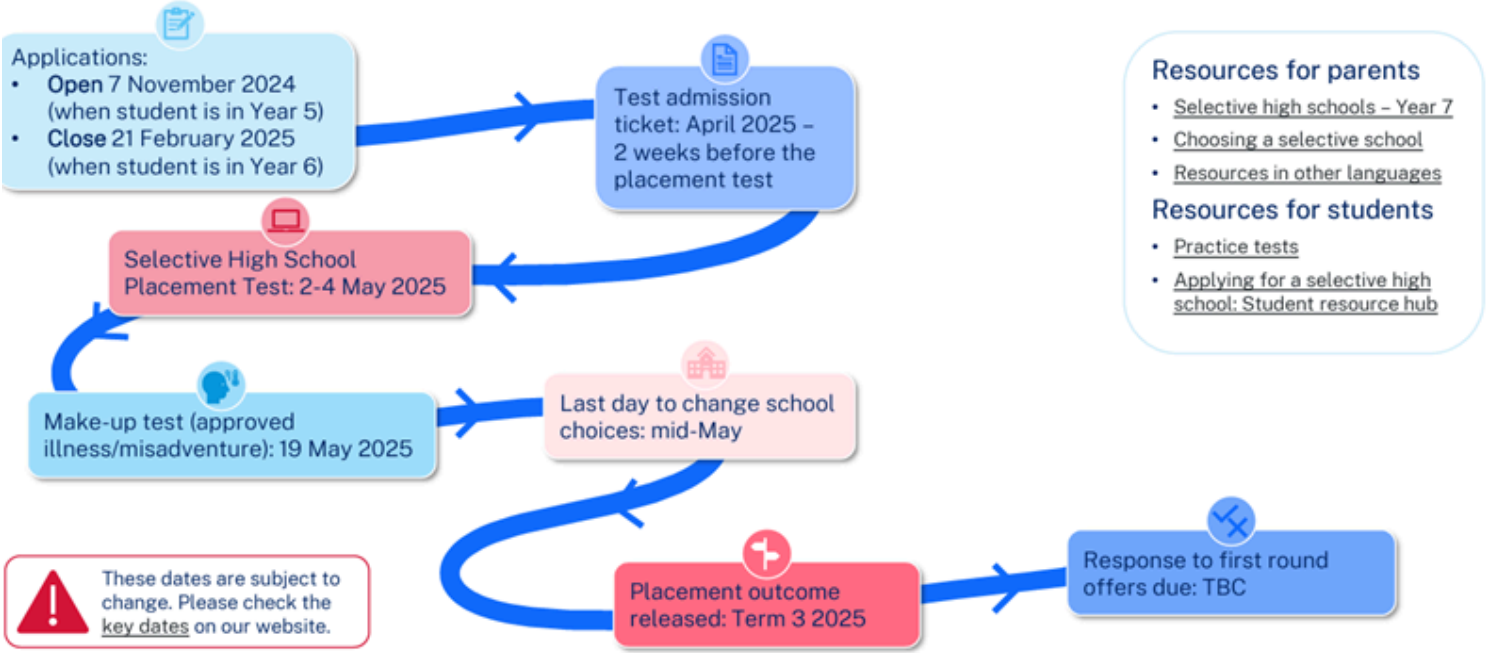 Applications:
• Open 7 November 2024
(when student is in Year 5)
• Close 21 February 2025
(when student is in Year 6)
Test admission
ticket: April 2025 –
2 weeks before the
placement test
Selective High School
Placement Test: 2-4 May 2025
Make-up test (approved
illness/misadventure): 19 May 2025
Last day to change school
choices: mid-May
Placement outcome
released: Term 3 2025
Response to first round
offers due: TBC
These dates are subject to
change. Please check the
key dates on our website.
Resources for parents
• Selective high schools – Year 7
• Choosing a selective school
• Resources in other languages
Resources for students
• Practice tests
• Applying for a selective high
school: Student resource hub